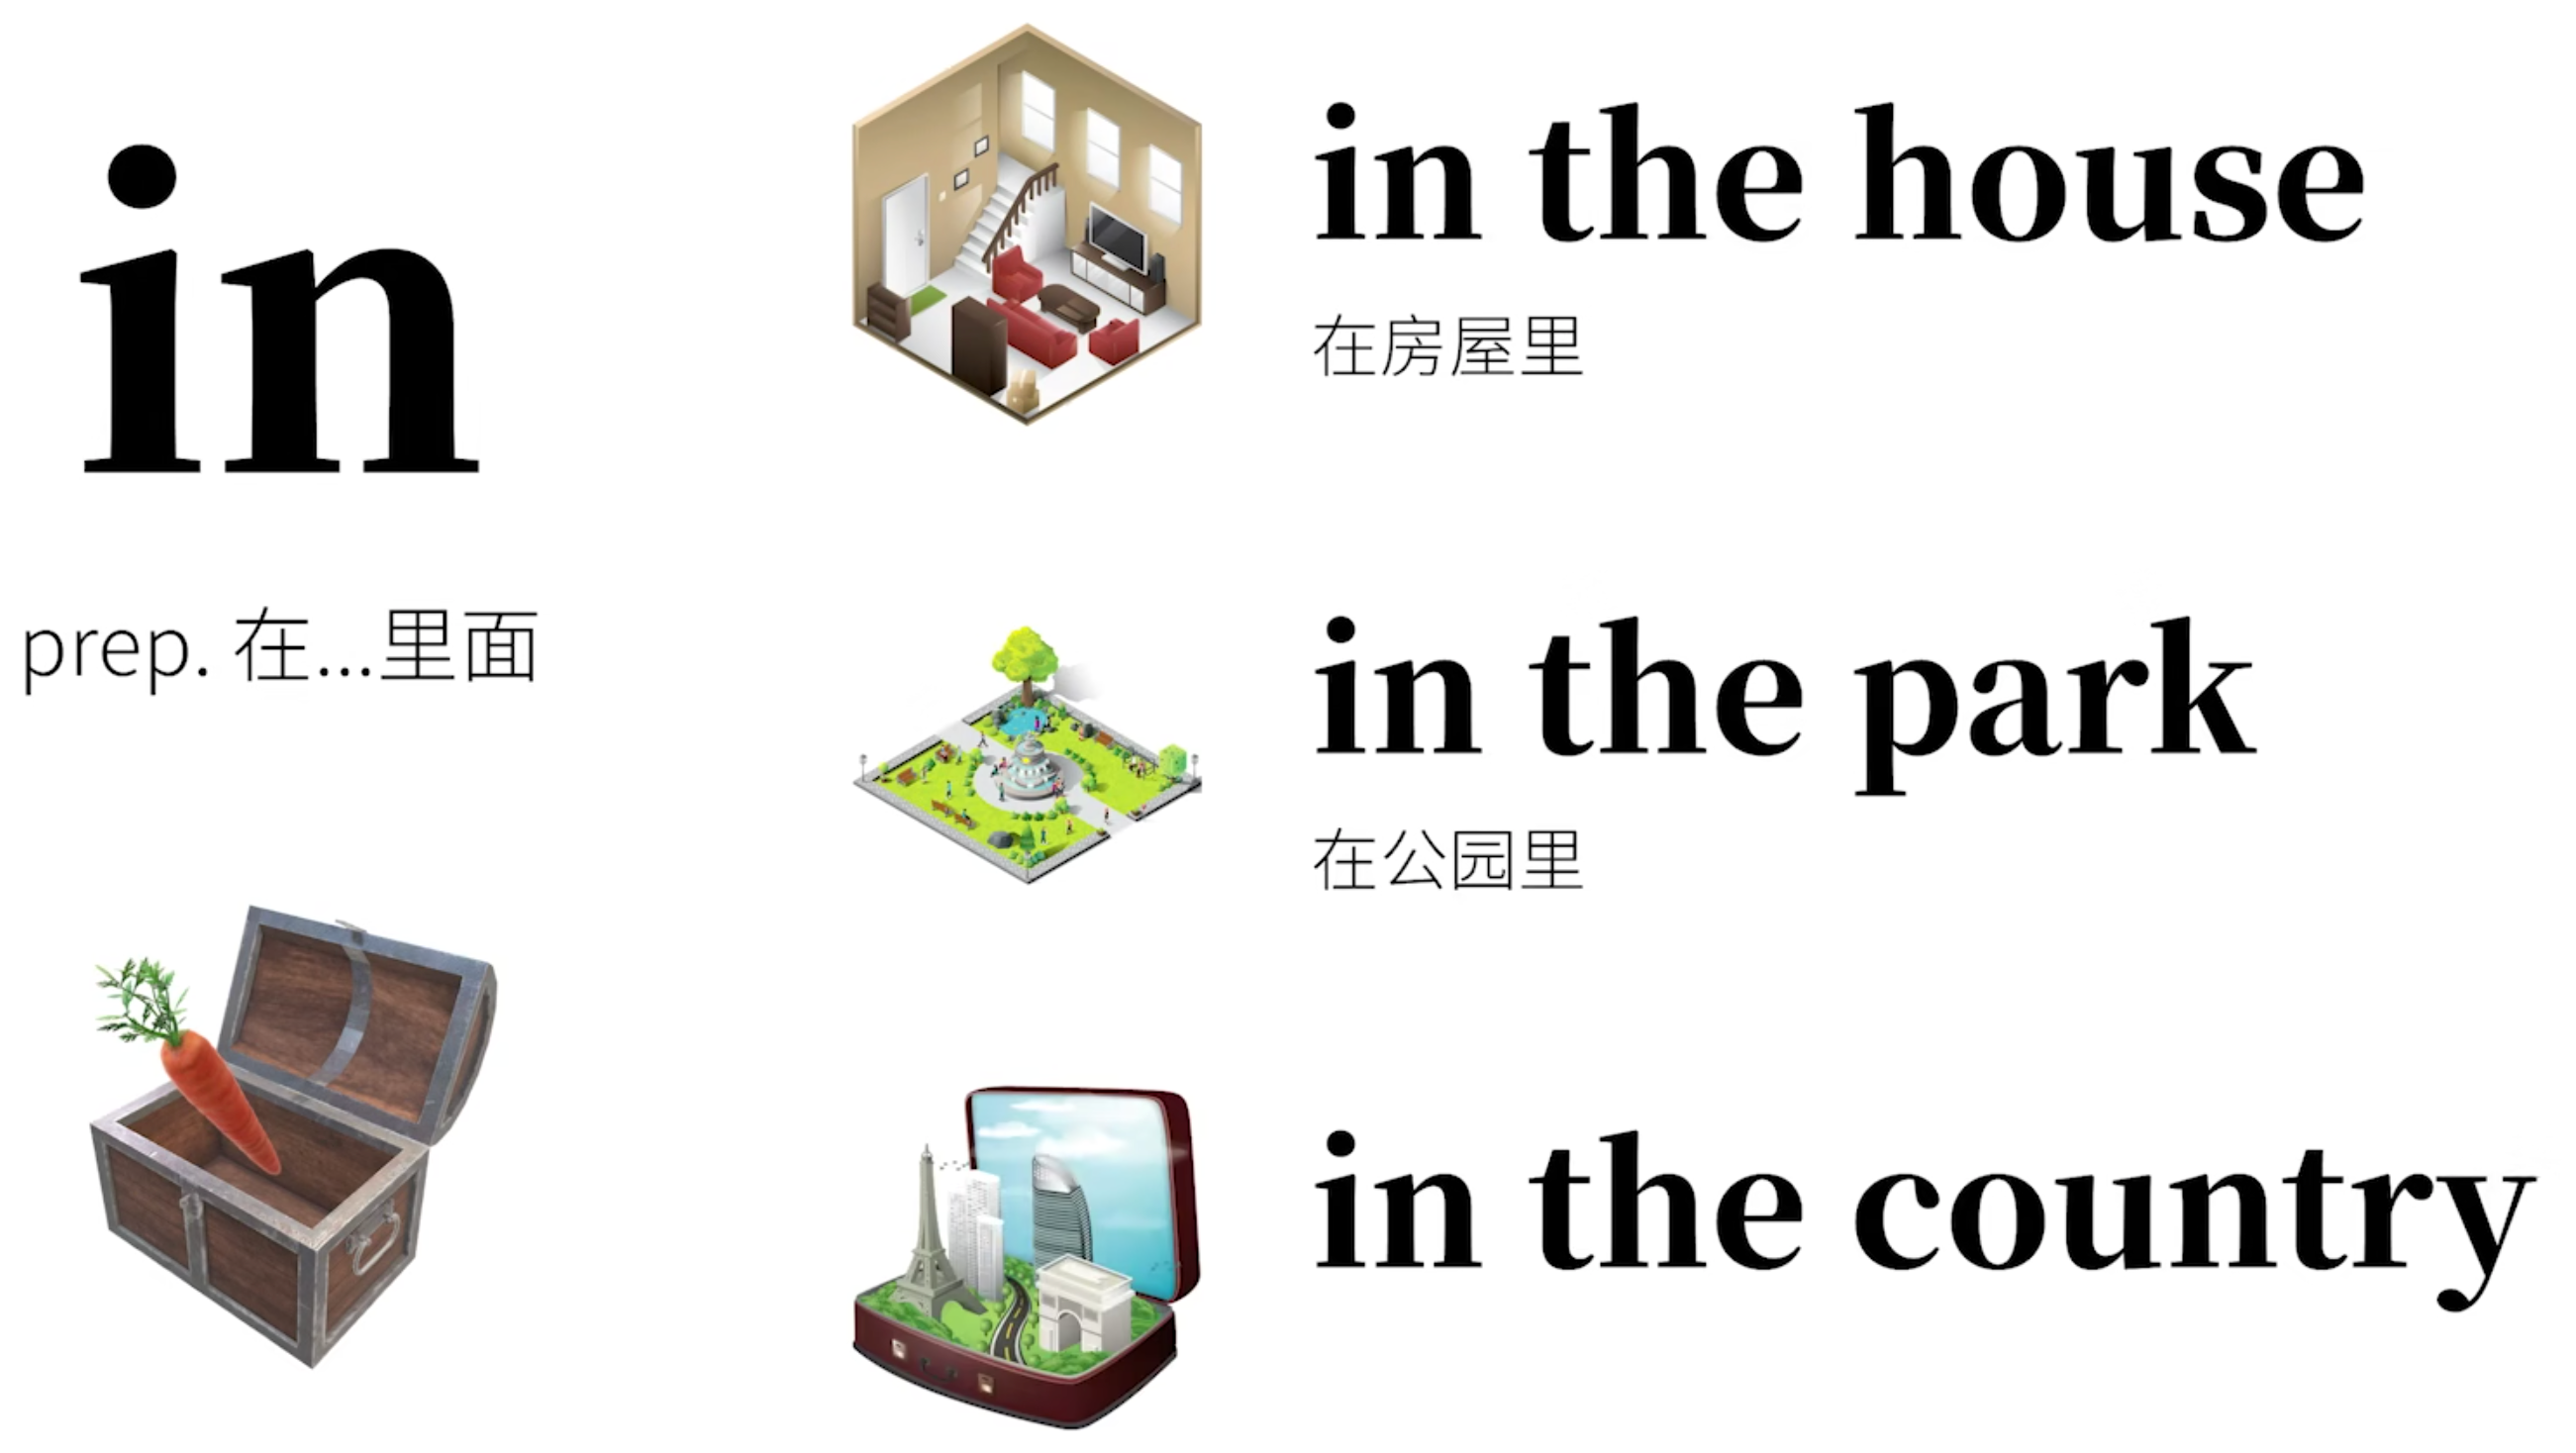 in
prep. 在...里面
in the house
在房屋里
in the park
在公园里
in the country